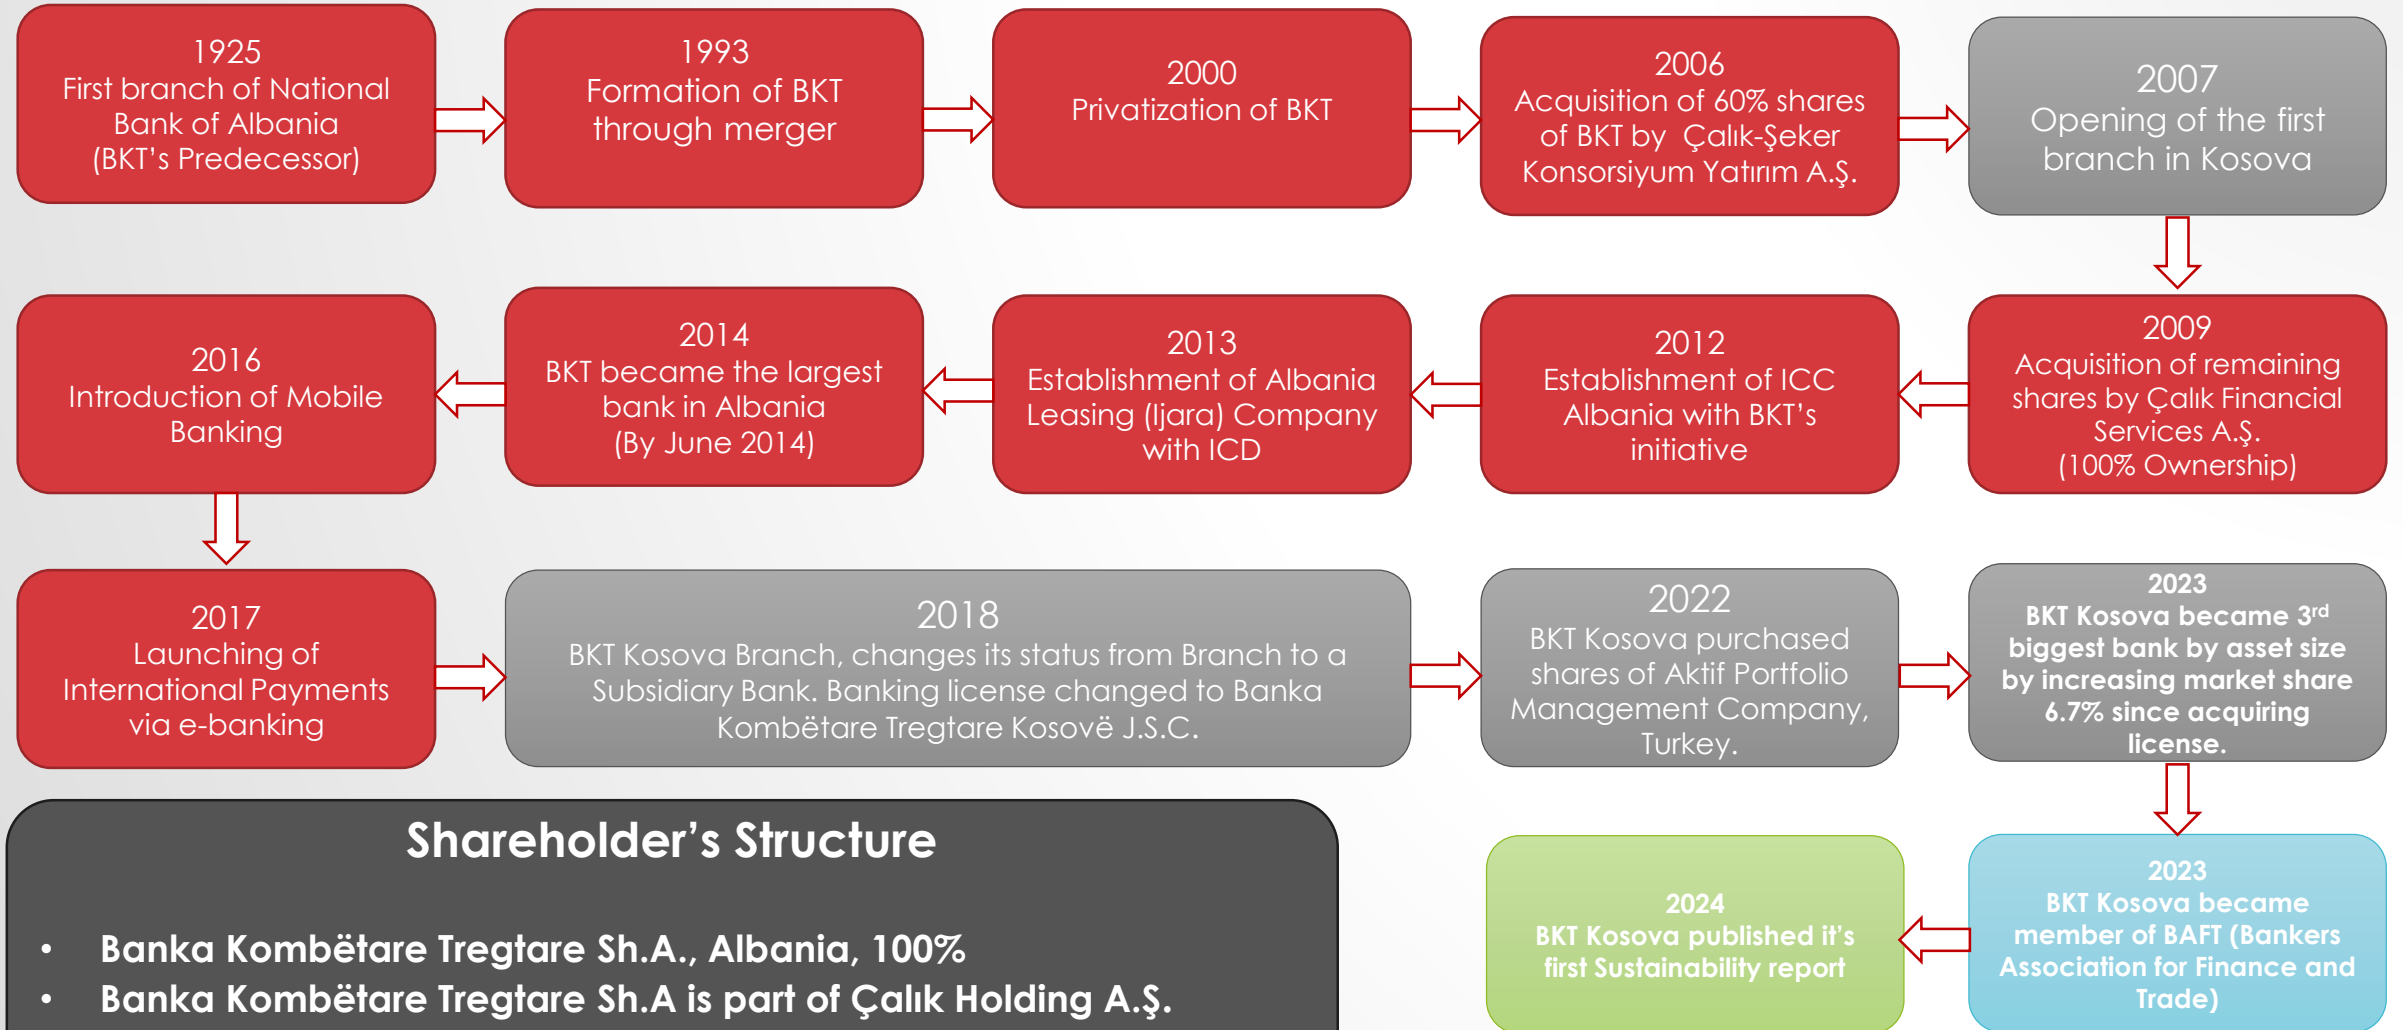 1925
First branch of National
Bank of Albania
(BKT's Predecessor)
1993
Formation of BKT
through merger
2000
Privatization of BKT
2006
Acquisition of 60% shares
of BKT by Çalık-Şeker
Konsorsiyum Yatırım A.Ş.
2007
Opening of the first
branch in Kosova
2009
Acquisition of remaining
shares by Çalık Financial
Services A.Ş.
(100% Ownership)
2012
Establishment of ICC
Albania with BKT's
initiative
2013
Establishment of Albania
Leasing (Ijara) Company
with ICD
2014
BKT became the largest
bank in Albania
(By June 2014)
2016
Introduction of Mobile
Banking
2017
Launching of
International Payments
via e-banking
2018
BKT Kosova Branch, changes its status from Branch to a
Subsidiary Bank. Banking license changed to Banka
Kombëtare Tregtare Kosovë J.S.C.
2022
BKT Kosova purchased
shares of Aktif Portfolio
Management Company,
Turkey.
2023
BKT Kosova became 3rd
biggest bank by asset size
by increasing market share
6.7% since acquiring
license.
2023
BKT Kosova became
member of BAFT (Bankers
Association for Finance and
Trade)
2024
BKT Kosova published it's
first Sustainability report
Shareholder's Structure
• Banka Kombëtare Tregtare Sh.A., Albania, 100%
• Banka Kombëtare Tregtare Sh.A is part of Çalık Holding A.Ş.